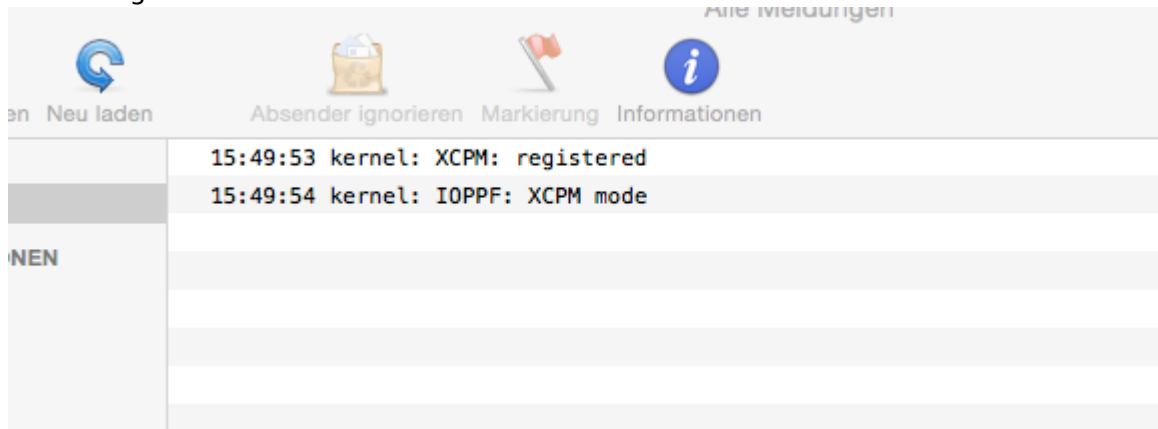 Alle Meldungen
en Neu laden Absender ignorieren Markierung Informationen
15:49:53 kernel: XCPM: registered
15:49:54 kernel: IOPPF: XCPM mode
NEN